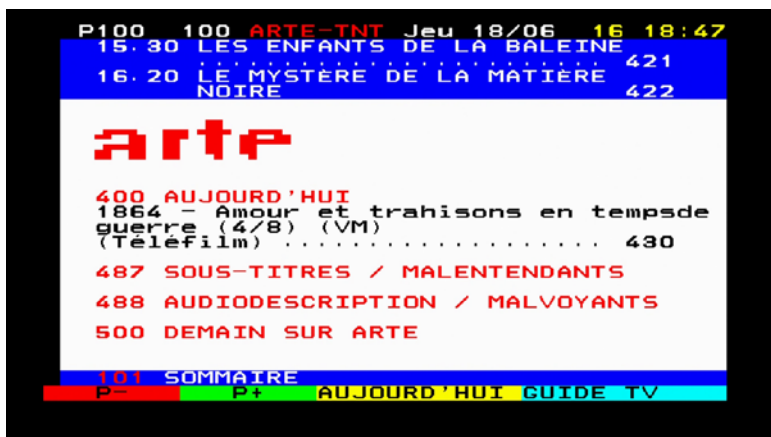 P100 100 ARTE-TNT Jeu 18/06 16 18:47
15.30 LES ENFANTS DE LA BALEINE
.......................... 421
16.20 LE MYSTÈRE DE LA MATIÈRE
NOIRE 422
arte
400 AUJOURD'HUI
1864 - Amour et trahisons en tempsde
guerre (4/8) (VM)
(Téléfilm) ................... 430
487 SOUS-TITRES / MALENTENDANTS
488 AUDIODESCRIPTION / MALVOYANTS
500 DEMAIN SUR ARTE
101 SOMMAIRE
P- P+ AUJOURD'HUI GUIDE TV